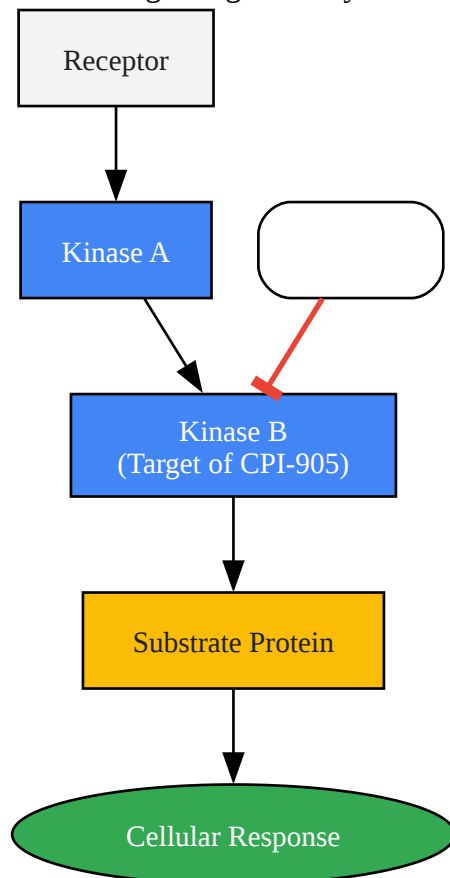 Receptor
Kinase A
Kinase B
(Target of CPI-905)
Substrate Protein
Cellular Response